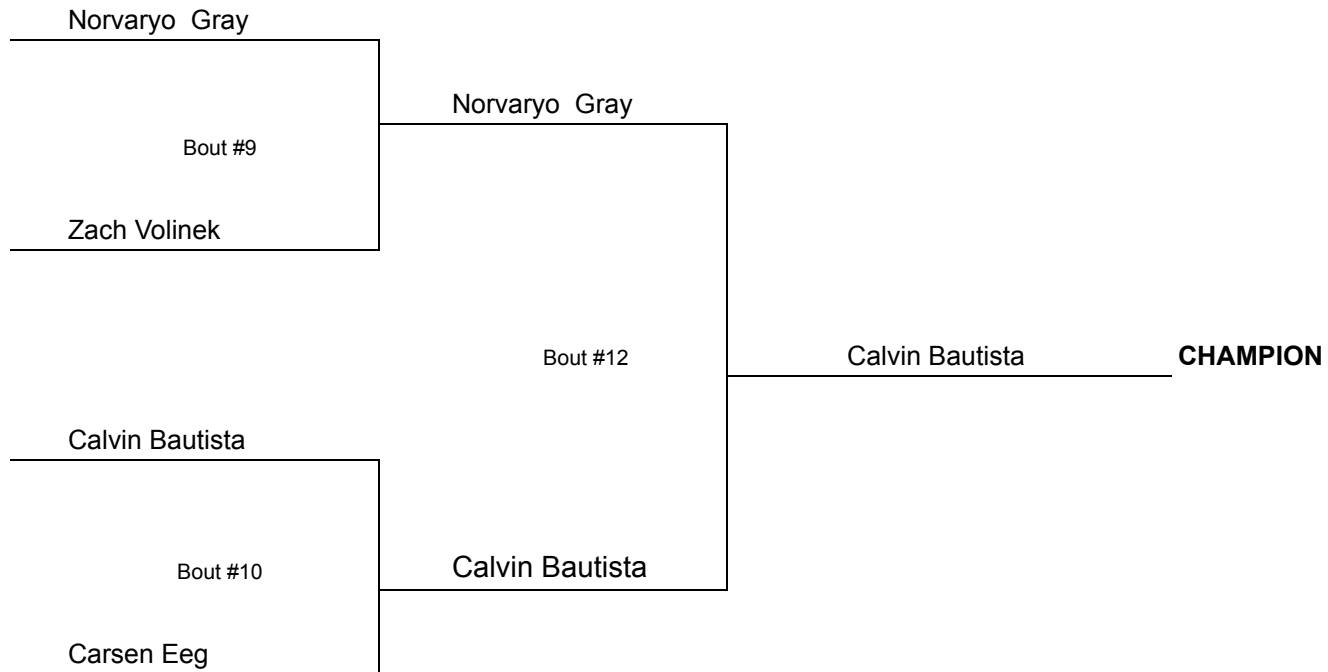 Norvaryo  Gray
Norvaryo  Gray
Bout #9
Zach Volinek
Bout #12
Calvin Bautista CHAMPION
Calvin Bautista
Bout #10
Calvin Bautista
Carsen Eeg